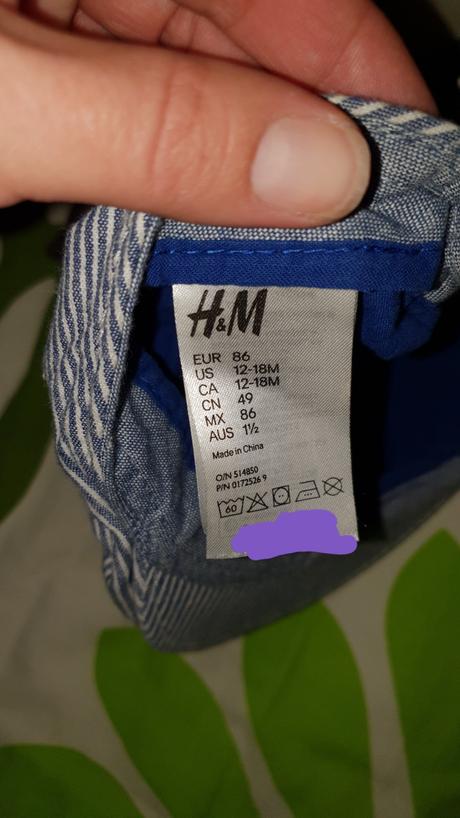 H&M
EUR 86
US 12-18M
CA 12-18M
CN 49
MX 86
AUS 1½
Made in China
O/N 514850
P/N 0172526 9
60